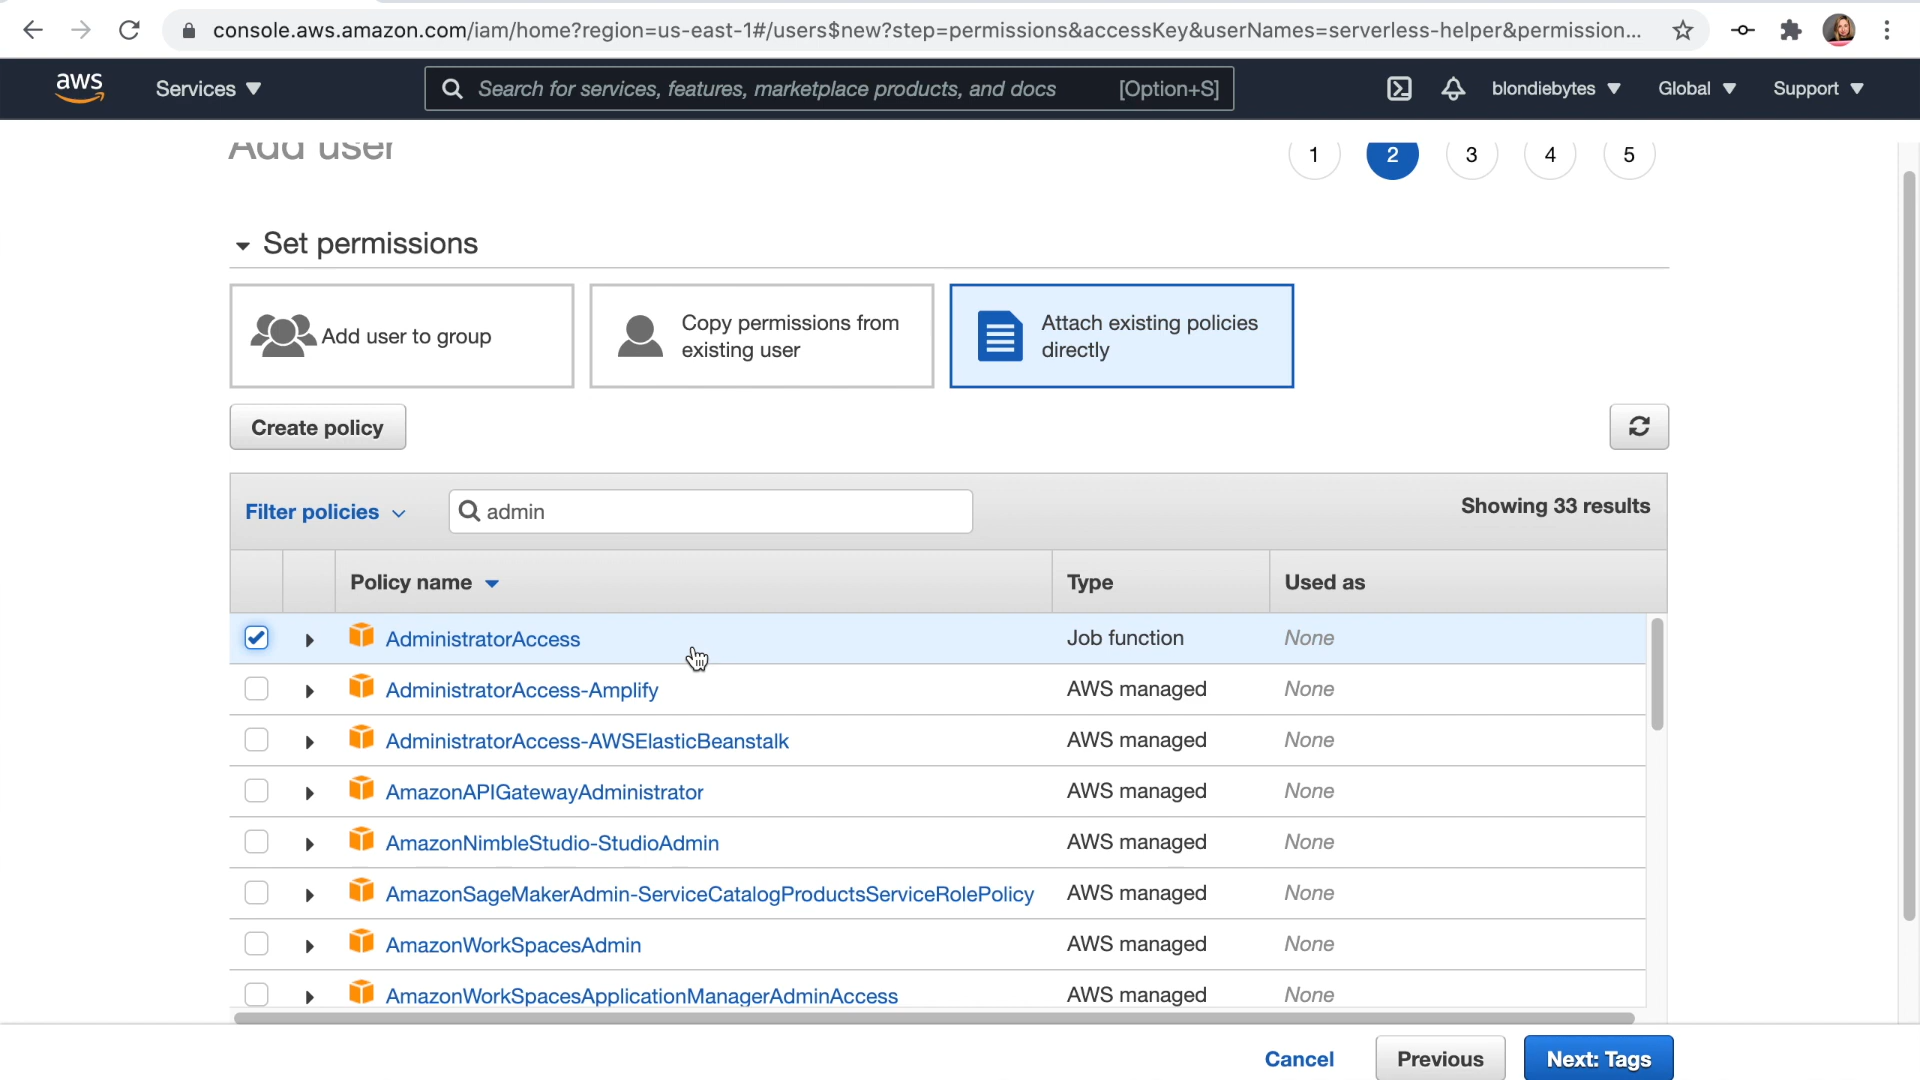 console.aws.amazon.com/iam/home?region=us-east-1#/users$new?step=permissions&accessKey&userNames=serverless-helper&permission...
aws
Services
Search for services, features, marketplace products, and docs
[Option+S]
blondiebytes
Global
Support
Add user
1
2
3
4
5
Set permissions
Add user to group
Copy permissions from
existing user
Attach existing policies
directly
Create policy
Filter policies
admin
Showing 33 results
Policy name
Type
Used as
AdministratorAccess
Job function
None
AdministratorAccess-Amplify
AWS managed
None
AdministratorAccess-AWSElasticBeanstalk
AWS managed
None
AmazonAPIGatewayAdministrator
AWS managed
None
AmazonNimbleStudio-StudioAdmin
AWS managed
None
AmazonSageMakerAdmin-ServiceCatalogProductsServiceRolePolicy
AWS managed
None
AmazonWorkSpacesAdmin
AWS managed
None
AmazonWorkSpacesApplicationManagerAdminAccess
AWS managed
None
Cancel
Previous
Next: Tags